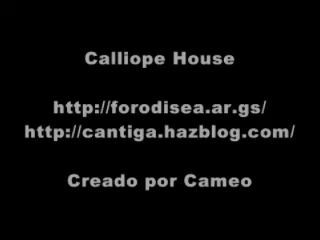 Calliope House
http://forodisea.ar.gs/
http://cantiga.hazblog.com/
Creado por Cameo